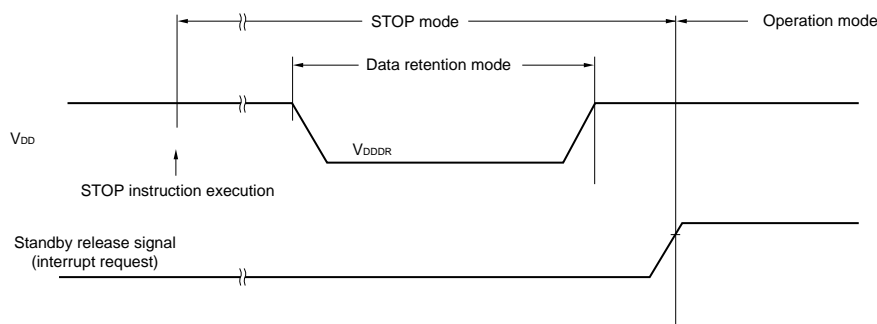 STOP mode
Operation mode
Data retention mode
VDD
VDDDR
STOP instruction execution
Standby release signal
(interrupt request)